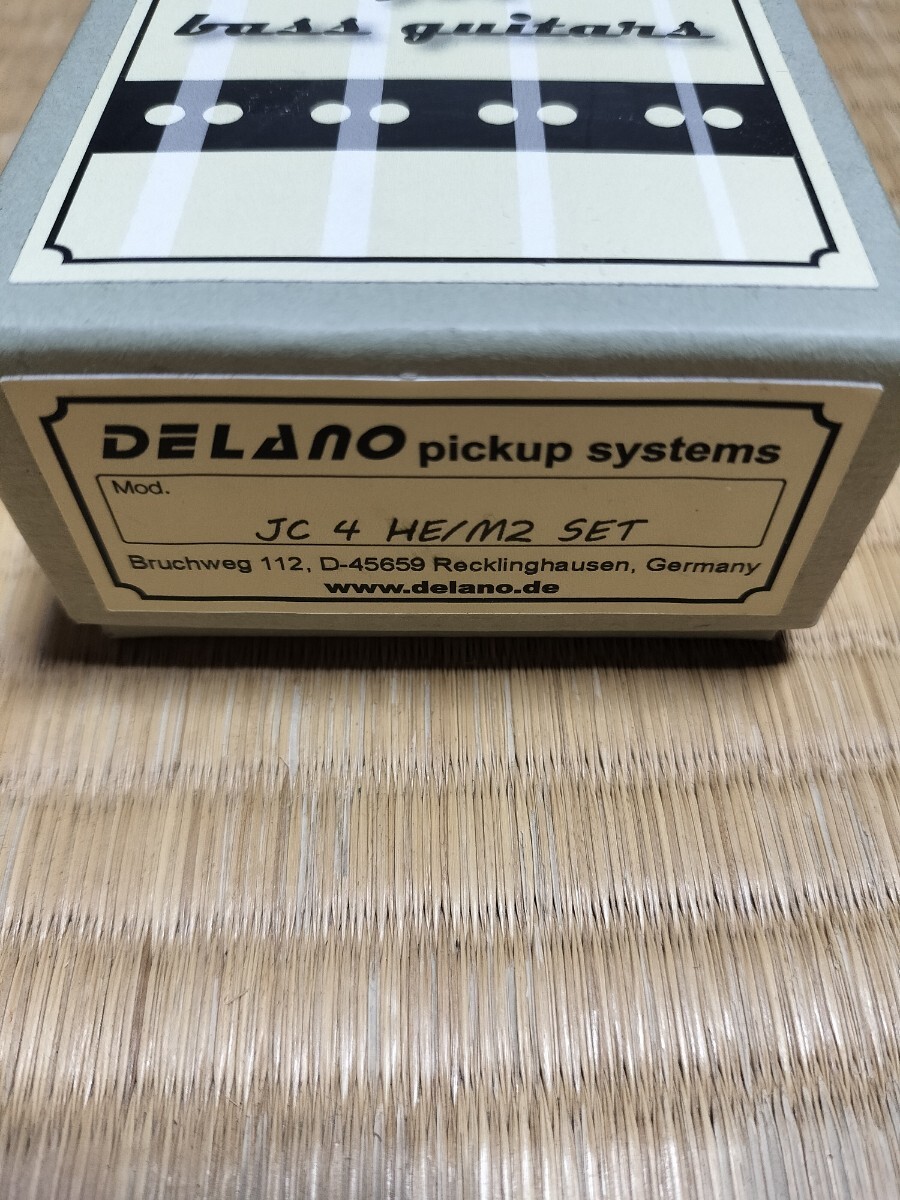 bass guitars
DELANO pickup systems
Mod.
JC 4 HE/M2 SET
Bruchweg 112, D-45659 Recklinghausen, Germany
www.delano.de